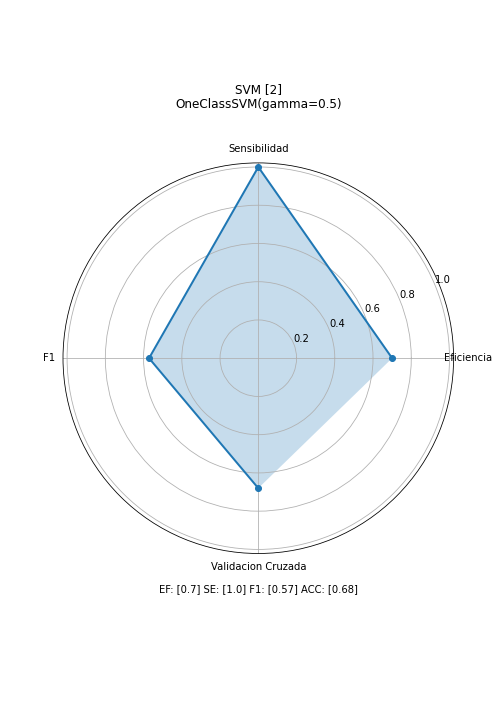 SVM [2]
OneClassSVM(gamma=0.5)
Sensibilidad
1.0
0.8
0.6
0.4
0.2
F1
Eficiencia
Validacion Cruzada
EF: [0.7] SE: [1.0] F1: [0.57] ACC: [0.68]